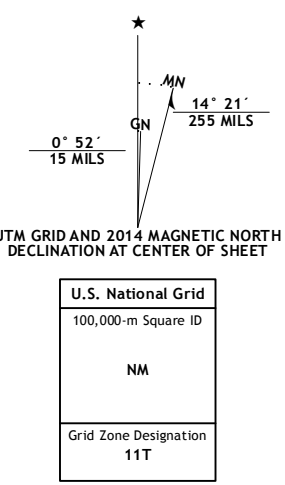 MN
GN
14° 21´
255 MILS
0° 52´
15 MILS
UTM GRID AND 2014 MAGNETIC NORTH
DECLINATION AT CENTER OF SHEET
U.S. National Grid
100,000-m Square ID
NM
Grid Zone Designation
11T